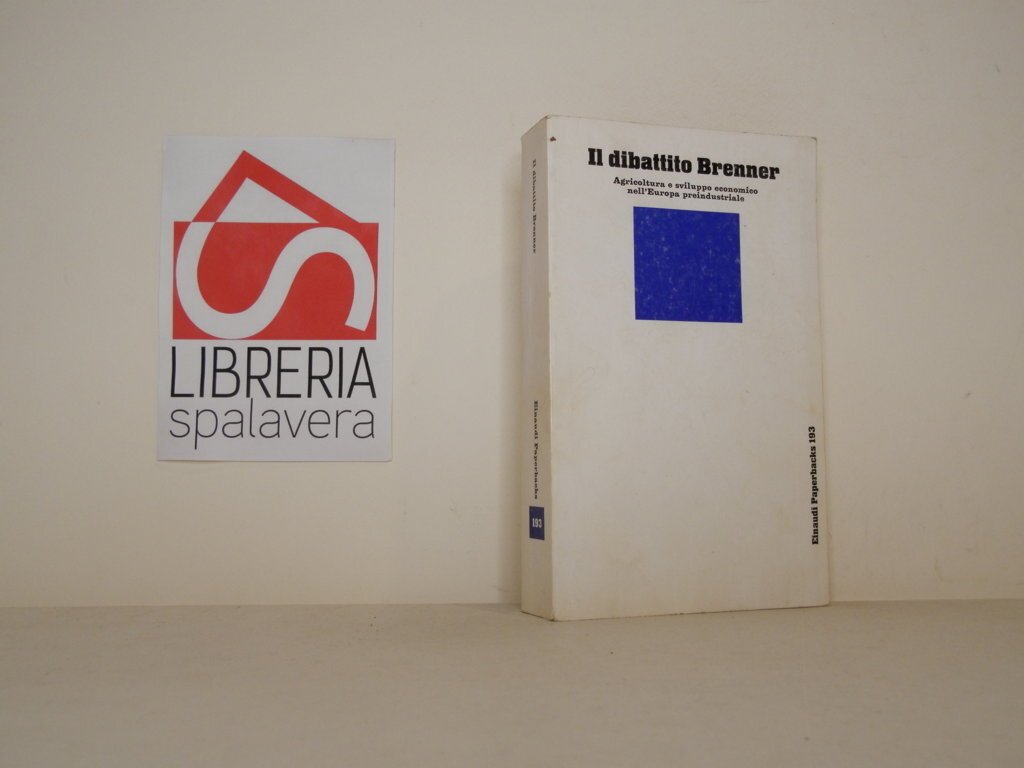 LIBRERIA
spalavera
Il dibattito Brenner
Einaudi Paperbacks
193
Il dibattito Brenner
Agricoltura e sviluppo economico
nell'Europa preindustriale
Einaudi Paperbacks 193